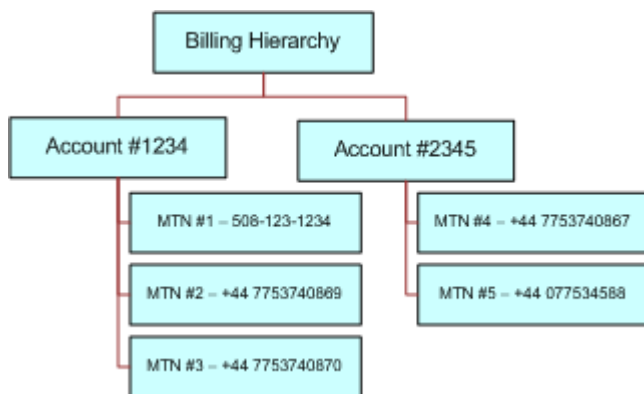 Billing Hierarchy
Account #1234
MTN #1 – 508-123-1234
MTN #2 – +44 7753740869
MTN #3 – +44 7753740870
Account #2345
MTN #4 – +44 7753740867
MTN #5 – +44 077534588